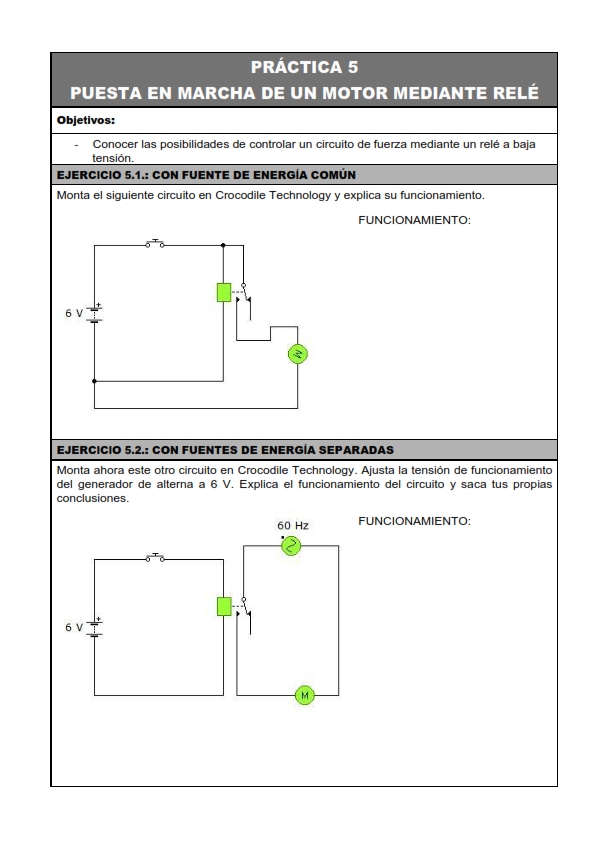 PRÁCTICA 5
PUESTA EN MARCHA DE UN MOTOR MEDIANTE RELÉ
Objetivos:
- Conocer las posibilidades de controlar un circuito de fuerza mediante un relé a baja
tensión.
EJERCICIO 5.1.: CON FUENTE DE ENERGÍA COMÚN
Monta el siguiente circuito en Crocodile Technology y explica su funcionamiento.
FUNCIONAMIENTO:
6 V
+
M
EJERCICIO 5.2.: CON FUENTES DE ENERGÍA SEPARADAS
Monta ahora este otro circuito en Crocodile Technology. Ajusta la tensión de funcionamiento
del generador de alterna a 6 V. Explica el funcionamiento del circuito y saca tus propias
conclusiones.
60 Hz
FUNCIONAMIENTO:
6 V
+
M